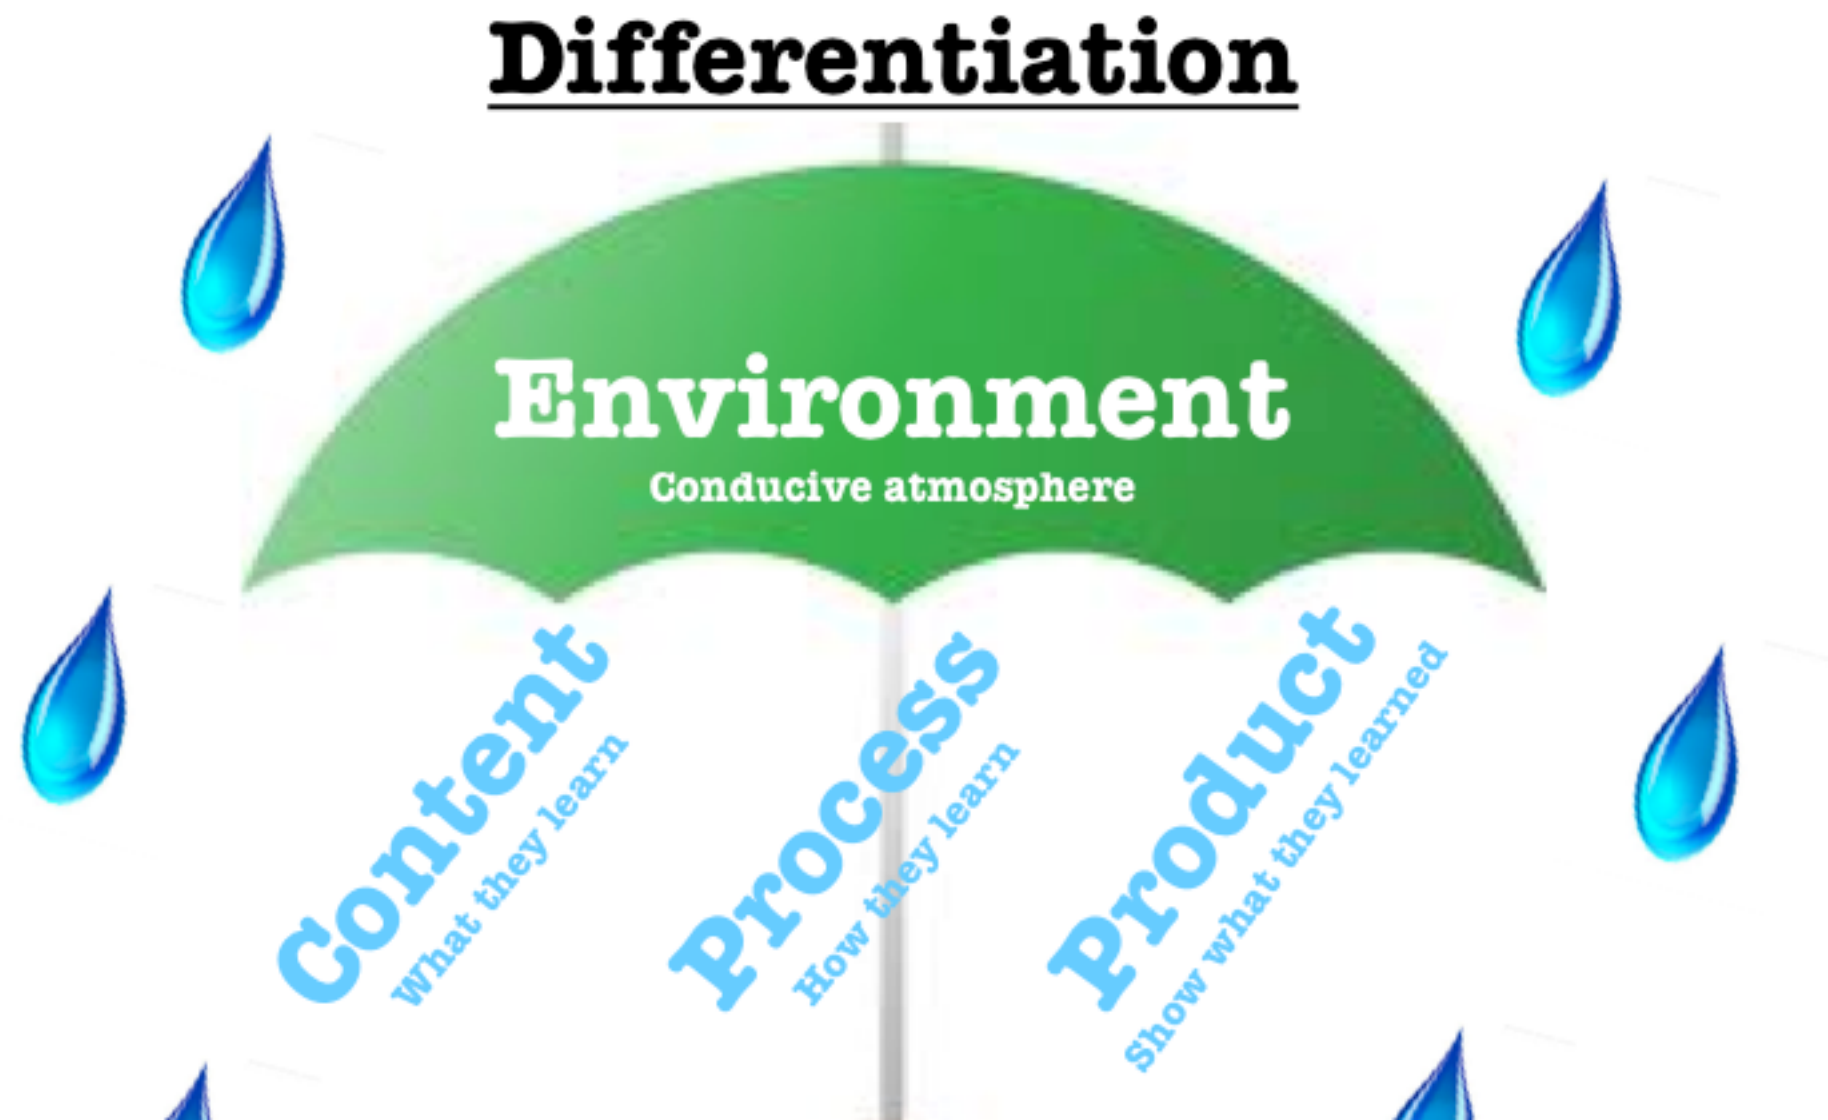 Differentiation
Environment
Conducive atmosphere
Content
What they learn
Process
How they learn
Product
Show what they learned